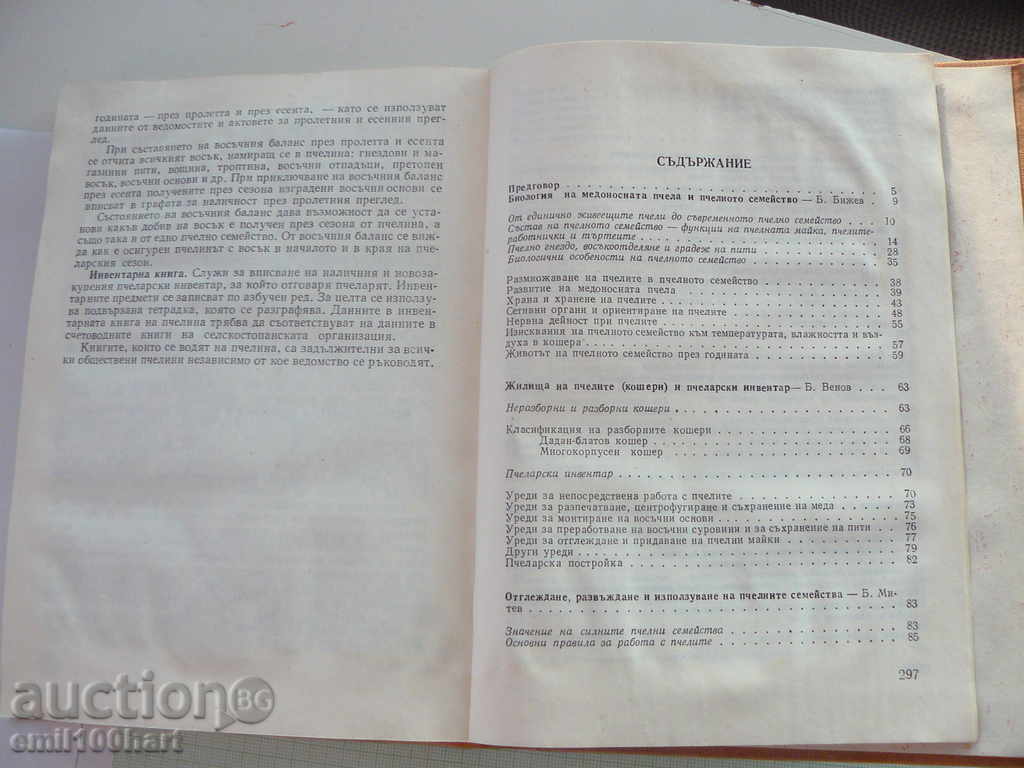 годината — през пролетта и през есента, — като се използуват
данните от ведомостите и актовете за пролетния и есенния прег-
лед.
При съставянето на восъчния баланс през пролетта и есента
се отчита всичкият восък, намиращ се в пчелина: гнездови и ма-
газинни пити, вощина, троптина, восъчни отпадъци, претопен
восък, восъчни основи и др. При приключване на восъчния баланс
през есента получените през сезона изградени восъчни основи се
вписват в графата за наличност през пролетния преглед.
Състоянието на восъчния баланс дава възможност да се уста-
нови какъв добив на восък е получен през сезона от пчелина, а
също така и от едно пчелно семейство. От восъчния баланс се виж-
да как е осигурен пчелинът с восък в началото и в края на пче-
ларския сезон.
Инвентарна книга. Служи за вписване на наличния и новоза-
купения пчеларски инвентар, за който отговаря пчеларят. Инвен-
тарните предмети се записват по азбучен ред. За целта се използу-
ва подвързана тетрадка, която се разграфява. Данните в инвен-
тарната книга на пчелина трябва да съответствуват на данните в
счетоводните книги на селскостопанската организация.
Книгите, които се водят на пчелина, са задължителни за всич-
ки обществени пчелини независимо от кое ведомство се ръководят.
СЪДЪРЖАНИЕ
Предговор . . . 5
Биология на медоносната пчела и пчелното семейство — Б. Бижев . 9
От единично живеещите пчели до съвременното пчелно семейство . . 10
Състав на пчелното семейство — функции на пчелната майка, пчелите-
работнички и търтеите . . . 14
Пчелно гнездо, восъкоотделяне и градеж на пити . . . 28
Биологични особености на пчелното семейство . . . 35
Размножаване на пчелите в пчелното семейство . . . 38
Развитие на медоносната пчела . . . 39
Храна и хранене на пчелите . . . 43
Сетивни органи и ориентиране на пчелите . . . 48
Нервна дейност при пчелите . . . 55
Изисквания на пчелното семейство към температурата, влажността и въз-
духа в кошера . . . 57
Животът на пчелното семейство през годината . . . 59
Жилища на пчелите (кошери) и пчеларски инвентар — Б. Венов . . . 63
Неразборни и разборни кошери . . . 63
Класификация на разборните кошери . . . 66
Дадан-блатов кошер . . . 68
Многокорпусен кошер . . . 69
Пчеларски инвентар . . . 70
Уреди за непосредствена работа с пчелите . . . 70
Уреди за разпечатване, центрофугиране и съхранение на меда . . . 73
Уреди за монтиране на восъчни основи . . . 75
Уреди за преработване на восъчни суровини и за съхранение на пити . . 76
Уреди за отглеждане и придаване на пчелни майки . . . 77
Други уреди . . . 79
Пчеларска постройка . . . 82
Отглеждане, развъждане и използуване на пчелните семейства — Б. Ми-
тев . . . 83
Значение на силните пчелни семейства . . . 83
Основни правила за работа с пчелите . . . 85
297
auction BG
emil100hart